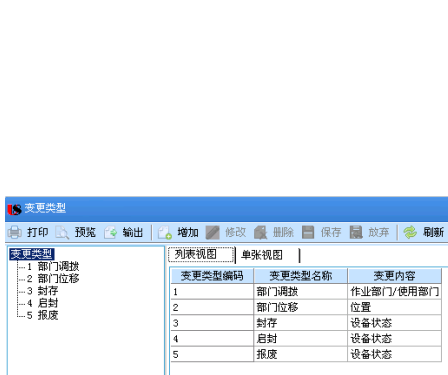 变更类型
打印 预览 输出 增加 修改 删除 保存 放弃 刷新
变更类型
1 部门调拨
2 部门位移
3 封存
4 启封
5 报废
列表视图 单张视图
变更类型编码 变更类型名称 变更内容
1 部门调拨 作业部门/使用部门
2 部门位移 位置
3 封存 设备状态
4 启封 设备状态
5 报废 设备状态